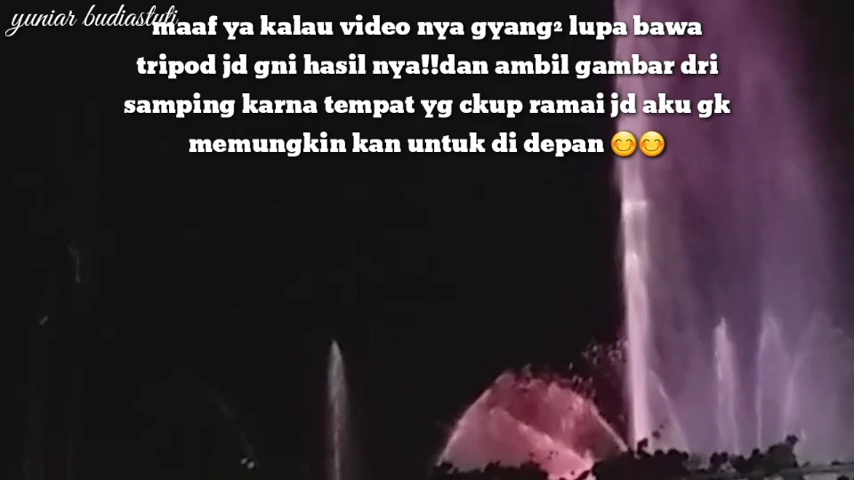 yuniar budiastuti
maaf ya kalau video nya gyang² lupa bawa
tripod jd gni hasil nya!!dan ambil gambar dri
samping karna tempat yg ckup ramai jd aku gk
memungkin kan untuk di depan 😊😊